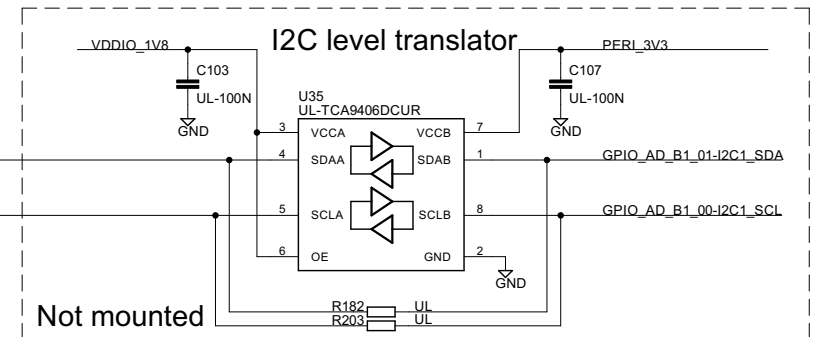 I2C level translator
VDDIO_1V8
PERI_3V3
C103
UL-100N
GND
C107
UL-100N
GND
U35
UL-TCA9406DCUR
3 VCCA VCCB 7
4 SDAA SDAB 1
GPIO_AD_B1_01-I2C1_SDA
5 SCLA SCLB 8
GPIO_AD_B1_00-I2C1_SCL
6 OE GND 2
GND
Not mounted
R182 UL
R203 UL